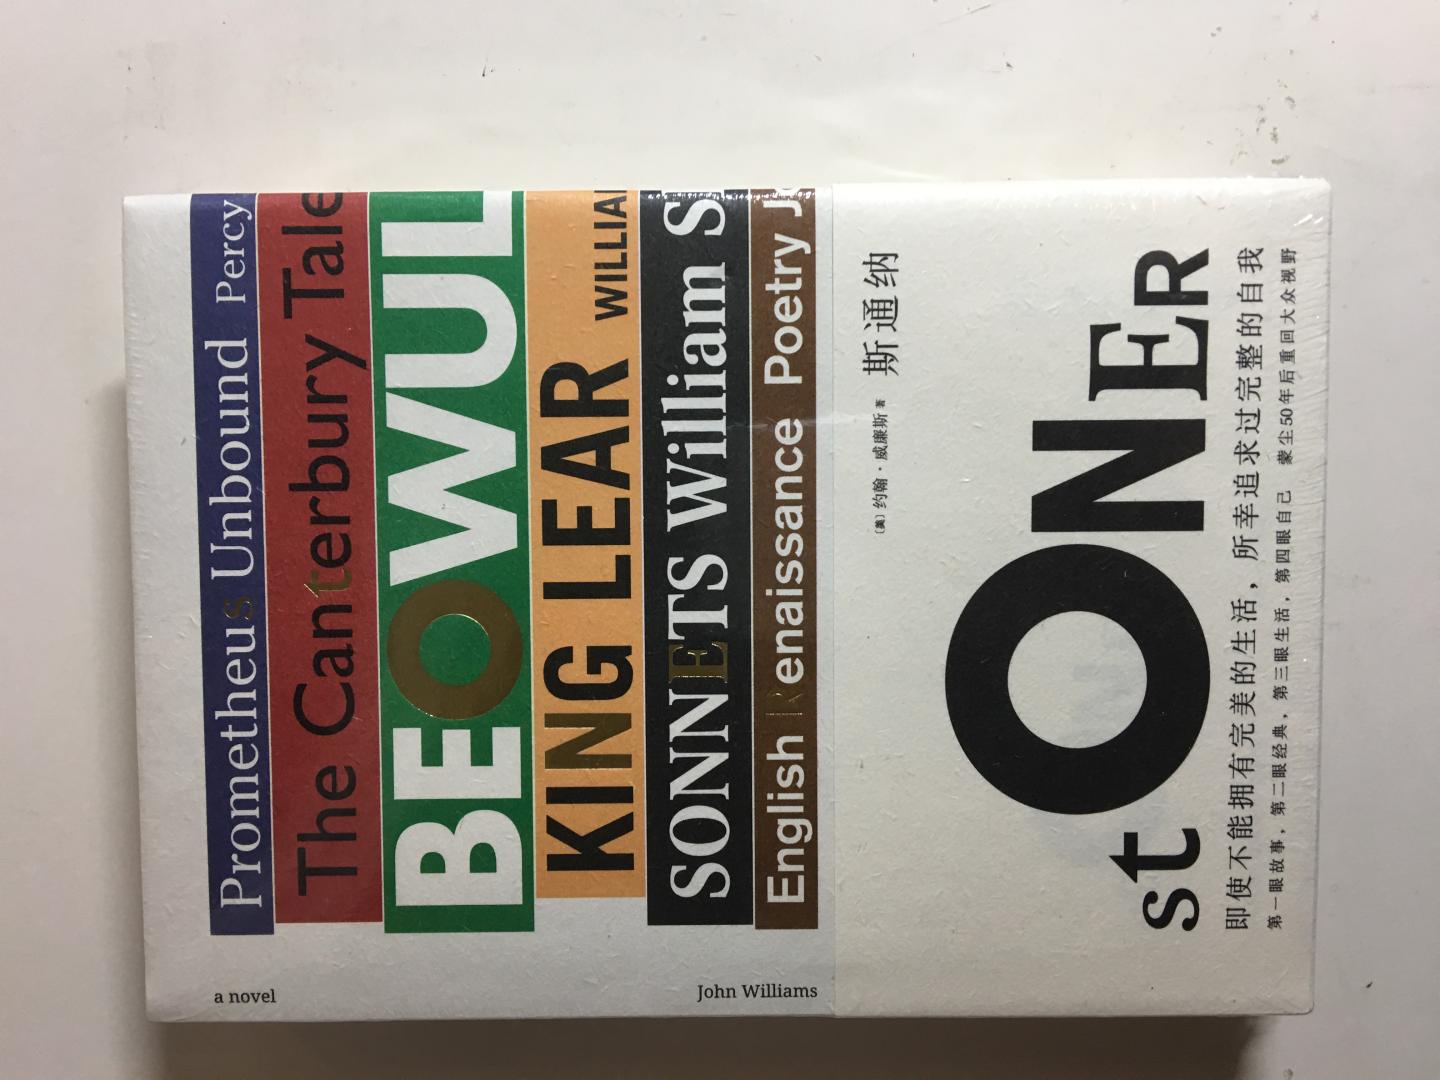 Prometheus Unbound Percy
The Canterbury Tale
BEOWUL
KING LEAR WILLIA
SONNETS William S
English Renaissance Poetry Jo
a novel
John Williams
斯通纳
〔美〕约翰·威廉斯 著
stONER
即使不能拥有完美的生活，所幸追求过完整的自我
第一眼故事，第二眼经典，第三眼生活，第四眼自己 蒙尘50年后重回大众视野